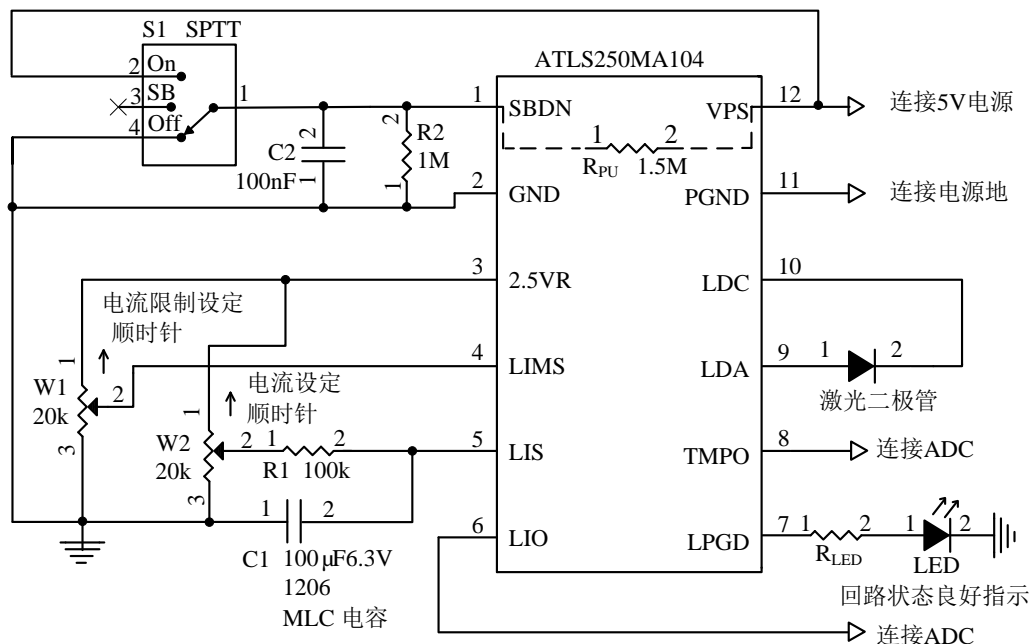 S1 SPTT
ATLS250MA104
2 On
3 SB
4 Off
1
1 SBDN
VPS 12
连接5V电源
2
C2
100nF
1
2
R2
1M
1
1 2
RPU 1.5M
2 GND
PGND 11
连接电源地
3 2.5VR
LDC 10
电流限制设定
顺时针
1
W1
20k
2
3
4 LIMS
LDA 9
1 2
激光二极管
电流设定
顺时针
1
W2
20k
2
3
1 2
R1 100k
5 LIS
TMPO 8
连接ADC
1 2
C1 100μF6.3V
1206
MLC 电容
6 LIO
LPGD 7
1 2
RLED
1 2
LED
回路状态良好指示
连接ADC